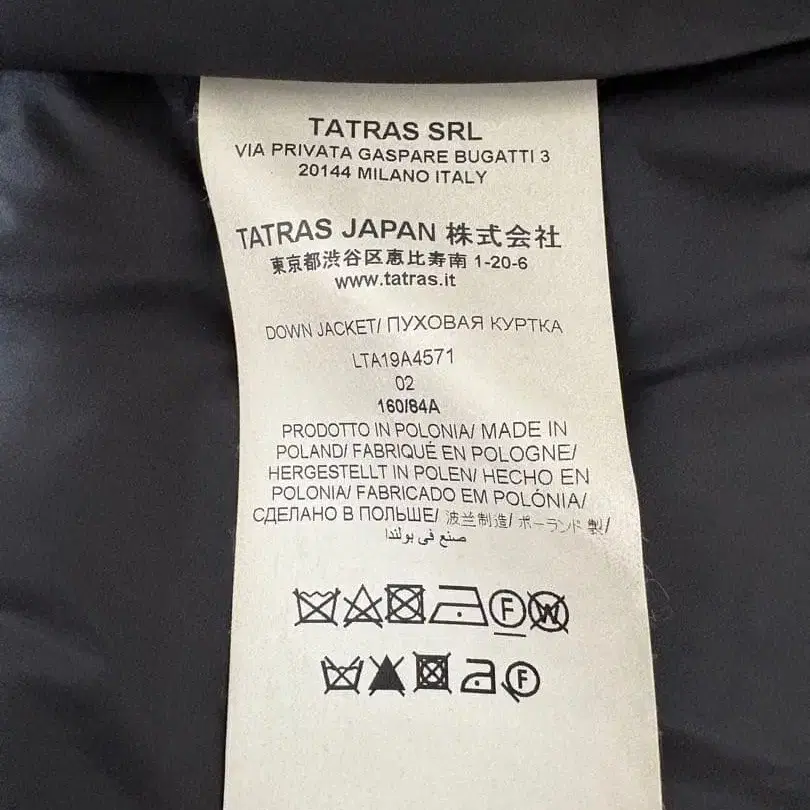 TATRAS SRL
VIA PRIVATA GASPARE BUGATTI 3
20144 MILANO ITALY
TATRAS JAPAN 株式会社
東京都渋谷区恵比寿南 1-20-6
www.tatras.it
DOWN JACKET/ ПУХОВАЯ КУРТКА
LTA19A4571
02
160/84A
PRODOTTO IN POLONIA/ MADE IN
POLAND/ FABRIQUÉ EN POLOGNE/
HERGESTELLT IN POLEN/ HECHO EN
POLONIA/ FABRICADO EM POLÓNIA/
СДЕЛАНО В ПОЛЬШЕ/ 波兰制造/ ポーランド 製/
صنع في بولندا
F W
F